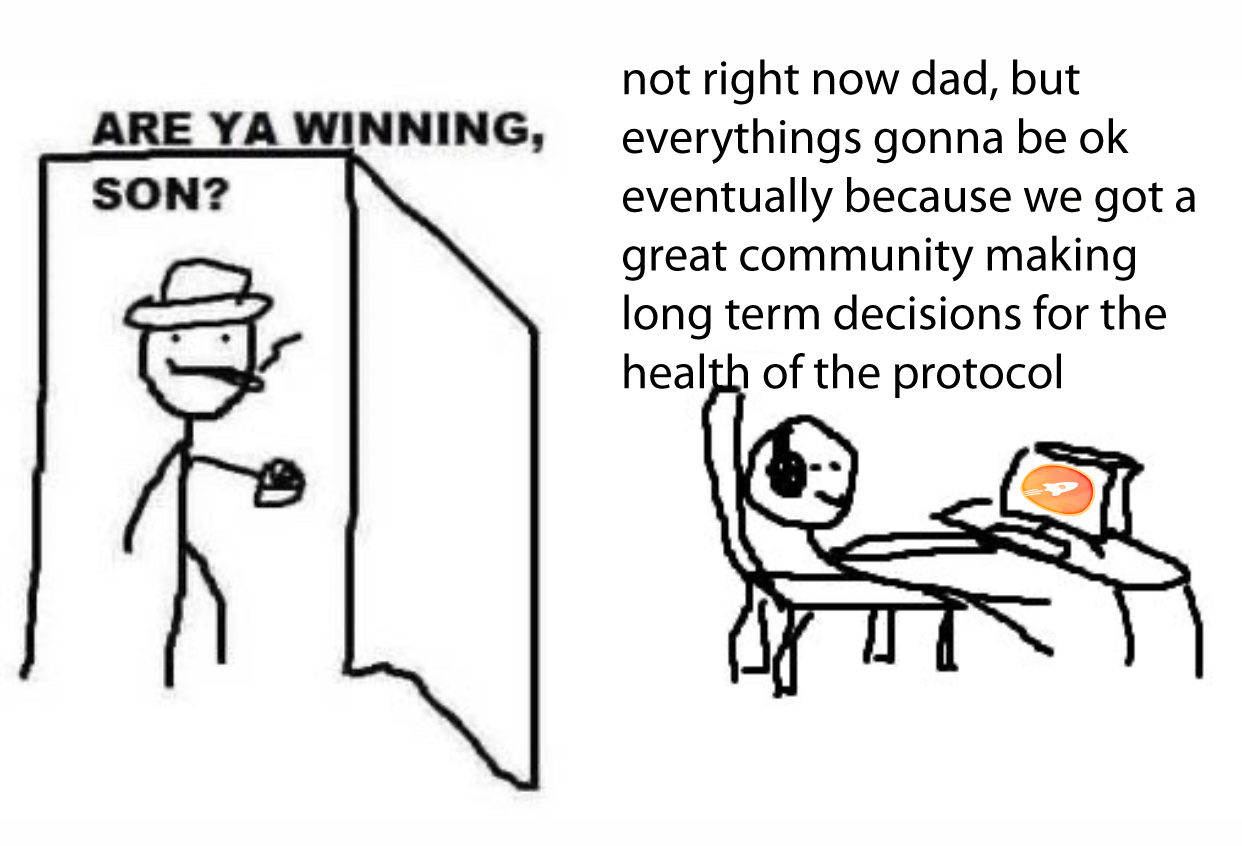 ARE YA WINNING,
SON?
not right now dad, but
everythings gonna be ok
eventually because we got a
great community making
long term decisions for the
health of the protocol